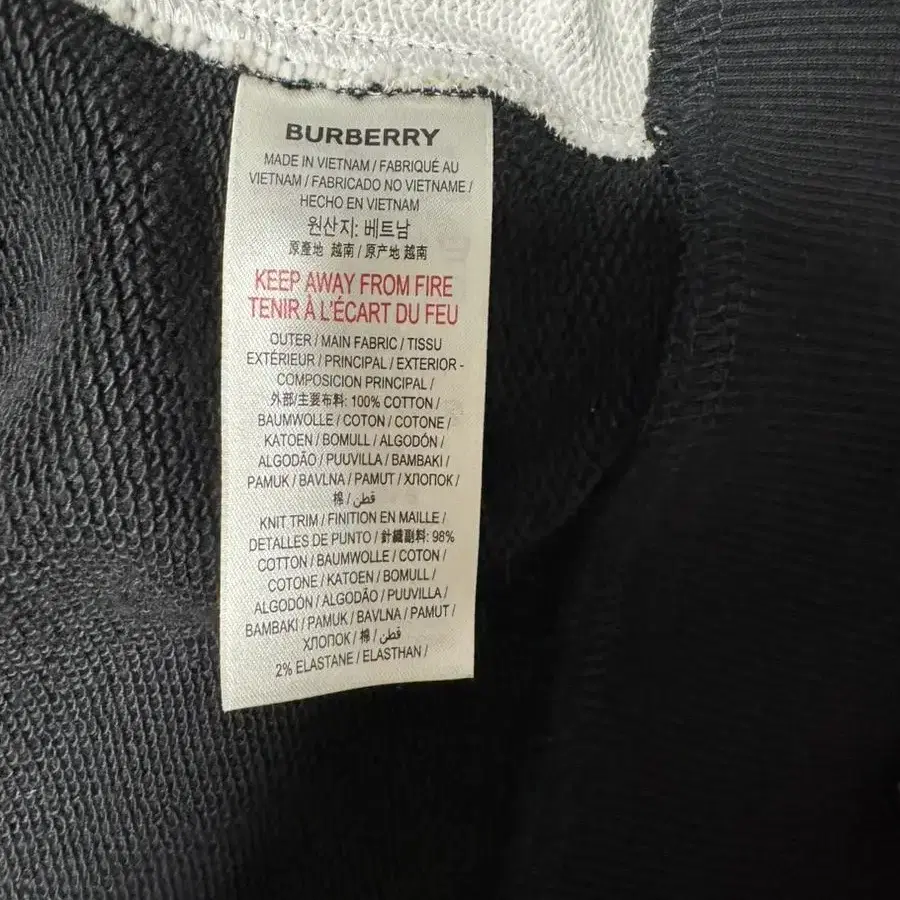 BURBERRY
MADE IN VIETNAM / FABRIQUÉ AU
VIETNAM / FABRICADO NO VIETNAME /
HECHO EN VIETNAM
원산지: 베트남
原產地 越南 / 原产地 越南
KEEP AWAY FROM FIRE
TENIR À L'ÉCART DU FEU
OUTER / MAIN FABRIC / TISSU
EXTÉRIEUR / PRINCIPAL / EXTERIOR -
COMPOSICION PRINCIPAL /
外部/主要布料: 100% COTTON /
BAUMWOLLE / COTON / COTONE /
KATOEN / BOMULL / ALGODÓN /
ALGODÃO / PUUVILLA / BAMBAKI /
PAMUK / BAVLNA / PAMUT / ХЛОПОК /
棉 / قطن /
KNIT TRIM / FINITION EN MAILLE /
DETALLES DE PUNTO / 針織副料: 98%
COTTON / BAUMWOLLE / COTON /
COTONE / KATOEN / BOMULL /
ALGODÓN / ALGODÃO / PUUVILLA /
BAMBAKI / PAMUK / BAVLNA / PAMUT /
ХЛОПОК / 棉 / قطن /
2% ELASTANE / ELASTHAN /